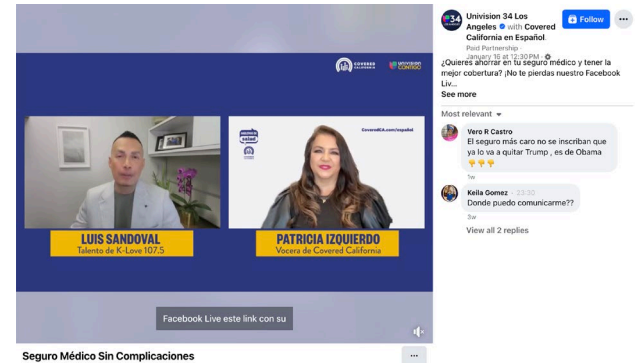 COVERED
CALIFORNIA
UNIVISION
CONTIGO
CoveredCA.com/español
LUIS SANDOVAL
Talento de K-Love 107.5
PATRICIA IZQUIERDO
Vocera de Covered California
Facebook Live este link con su
Seguro Médico Sin Complicaciones
34
Univision 34 Los
Angeles with Covered
California en Español.
Follow
Paid Partnership ·
January 16 at 12:30 PM ·
¿Quieres ahorrar en tu seguro médico y tener la
mejor cobertura? ¡No te pierdas nuestro Facebook
Liv...
See more
Most relevant
Vero R Castro
El seguro más caro no se inscriban que
ya lo va a quitar Trump , es de Obama
1w
Keila Gomez · 23:30
Donde puedo comunicarme??
3w
View all 2 replies